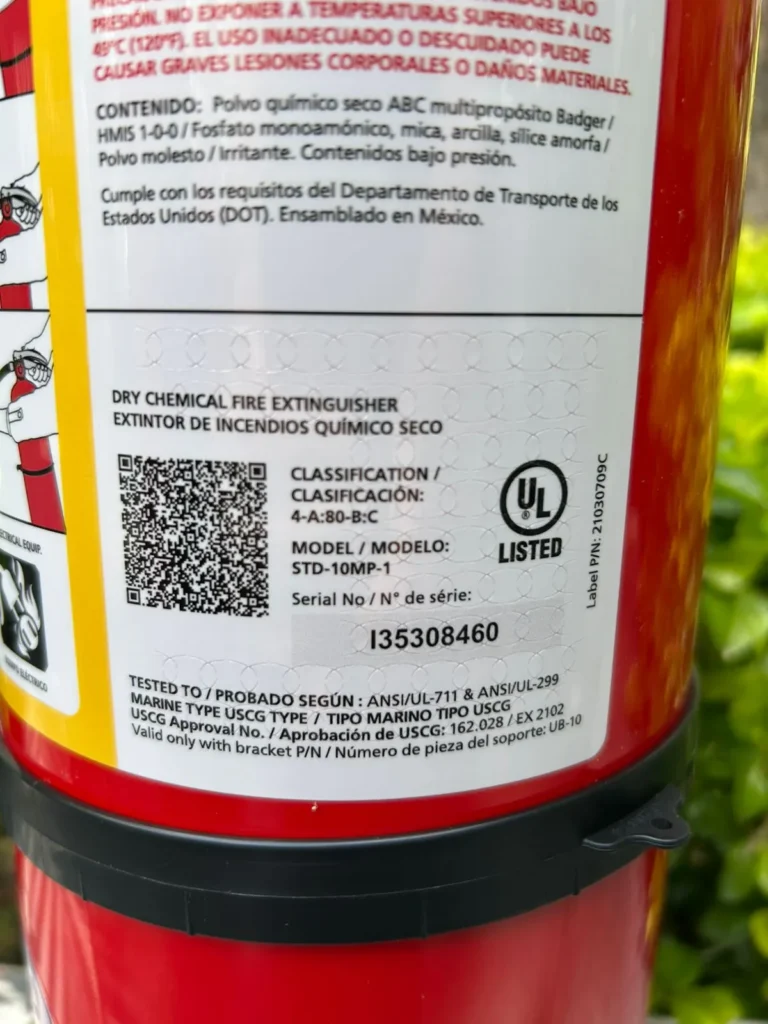 PRESIÓN. NO EXPONER A TEMPERATURAS SUPERIORES A LOS
49°C (120°F). EL USO INADECUADO O DESCUIDADO PUEDE
CAUSAR GRAVES LESIONES CORPORALES O DAÑOS MATERIALES.
CONTENIDO: Polvo químico seco ABC multipropósito Badger /
HMIS 1-0-0 / Fosfato monoamónico, mica, arcilla, sílice amorfa /
Polvo molesto / Irritante. Contenidos bajo presión.
Cumple con los requisitos del Departamento de Transporte de los
Estados Unidos (DOT). Ensamblado en México.
DRY CHEMICAL FIRE EXTINGUISHER
EXTINTOR DE INCENDIOS QUÍMICO SECO
CLASSIFICATION /
CLASIFICACIÓN:
4-A:80-B:C
MODEL / MODELO:
STD-10MP-1
Serial No / N° de série:
I35308460
UL
®
LISTED
Label P/N: 21030709C
TESTED TO / PROBADO SEGÚN : ANSI/UL-711 & ANSI/UL-299
MARINE TYPE USCG TYPE / TIPO MARINO TIPO USCG
USCG Approval No. / Aprobación de USCG: 162.028 / EX 2102
Valid only with bracket P/N / Número de pieza del soporte: UB-10
ELECTRICAL EQUIP.
EQUIPO ELÉCTRICO